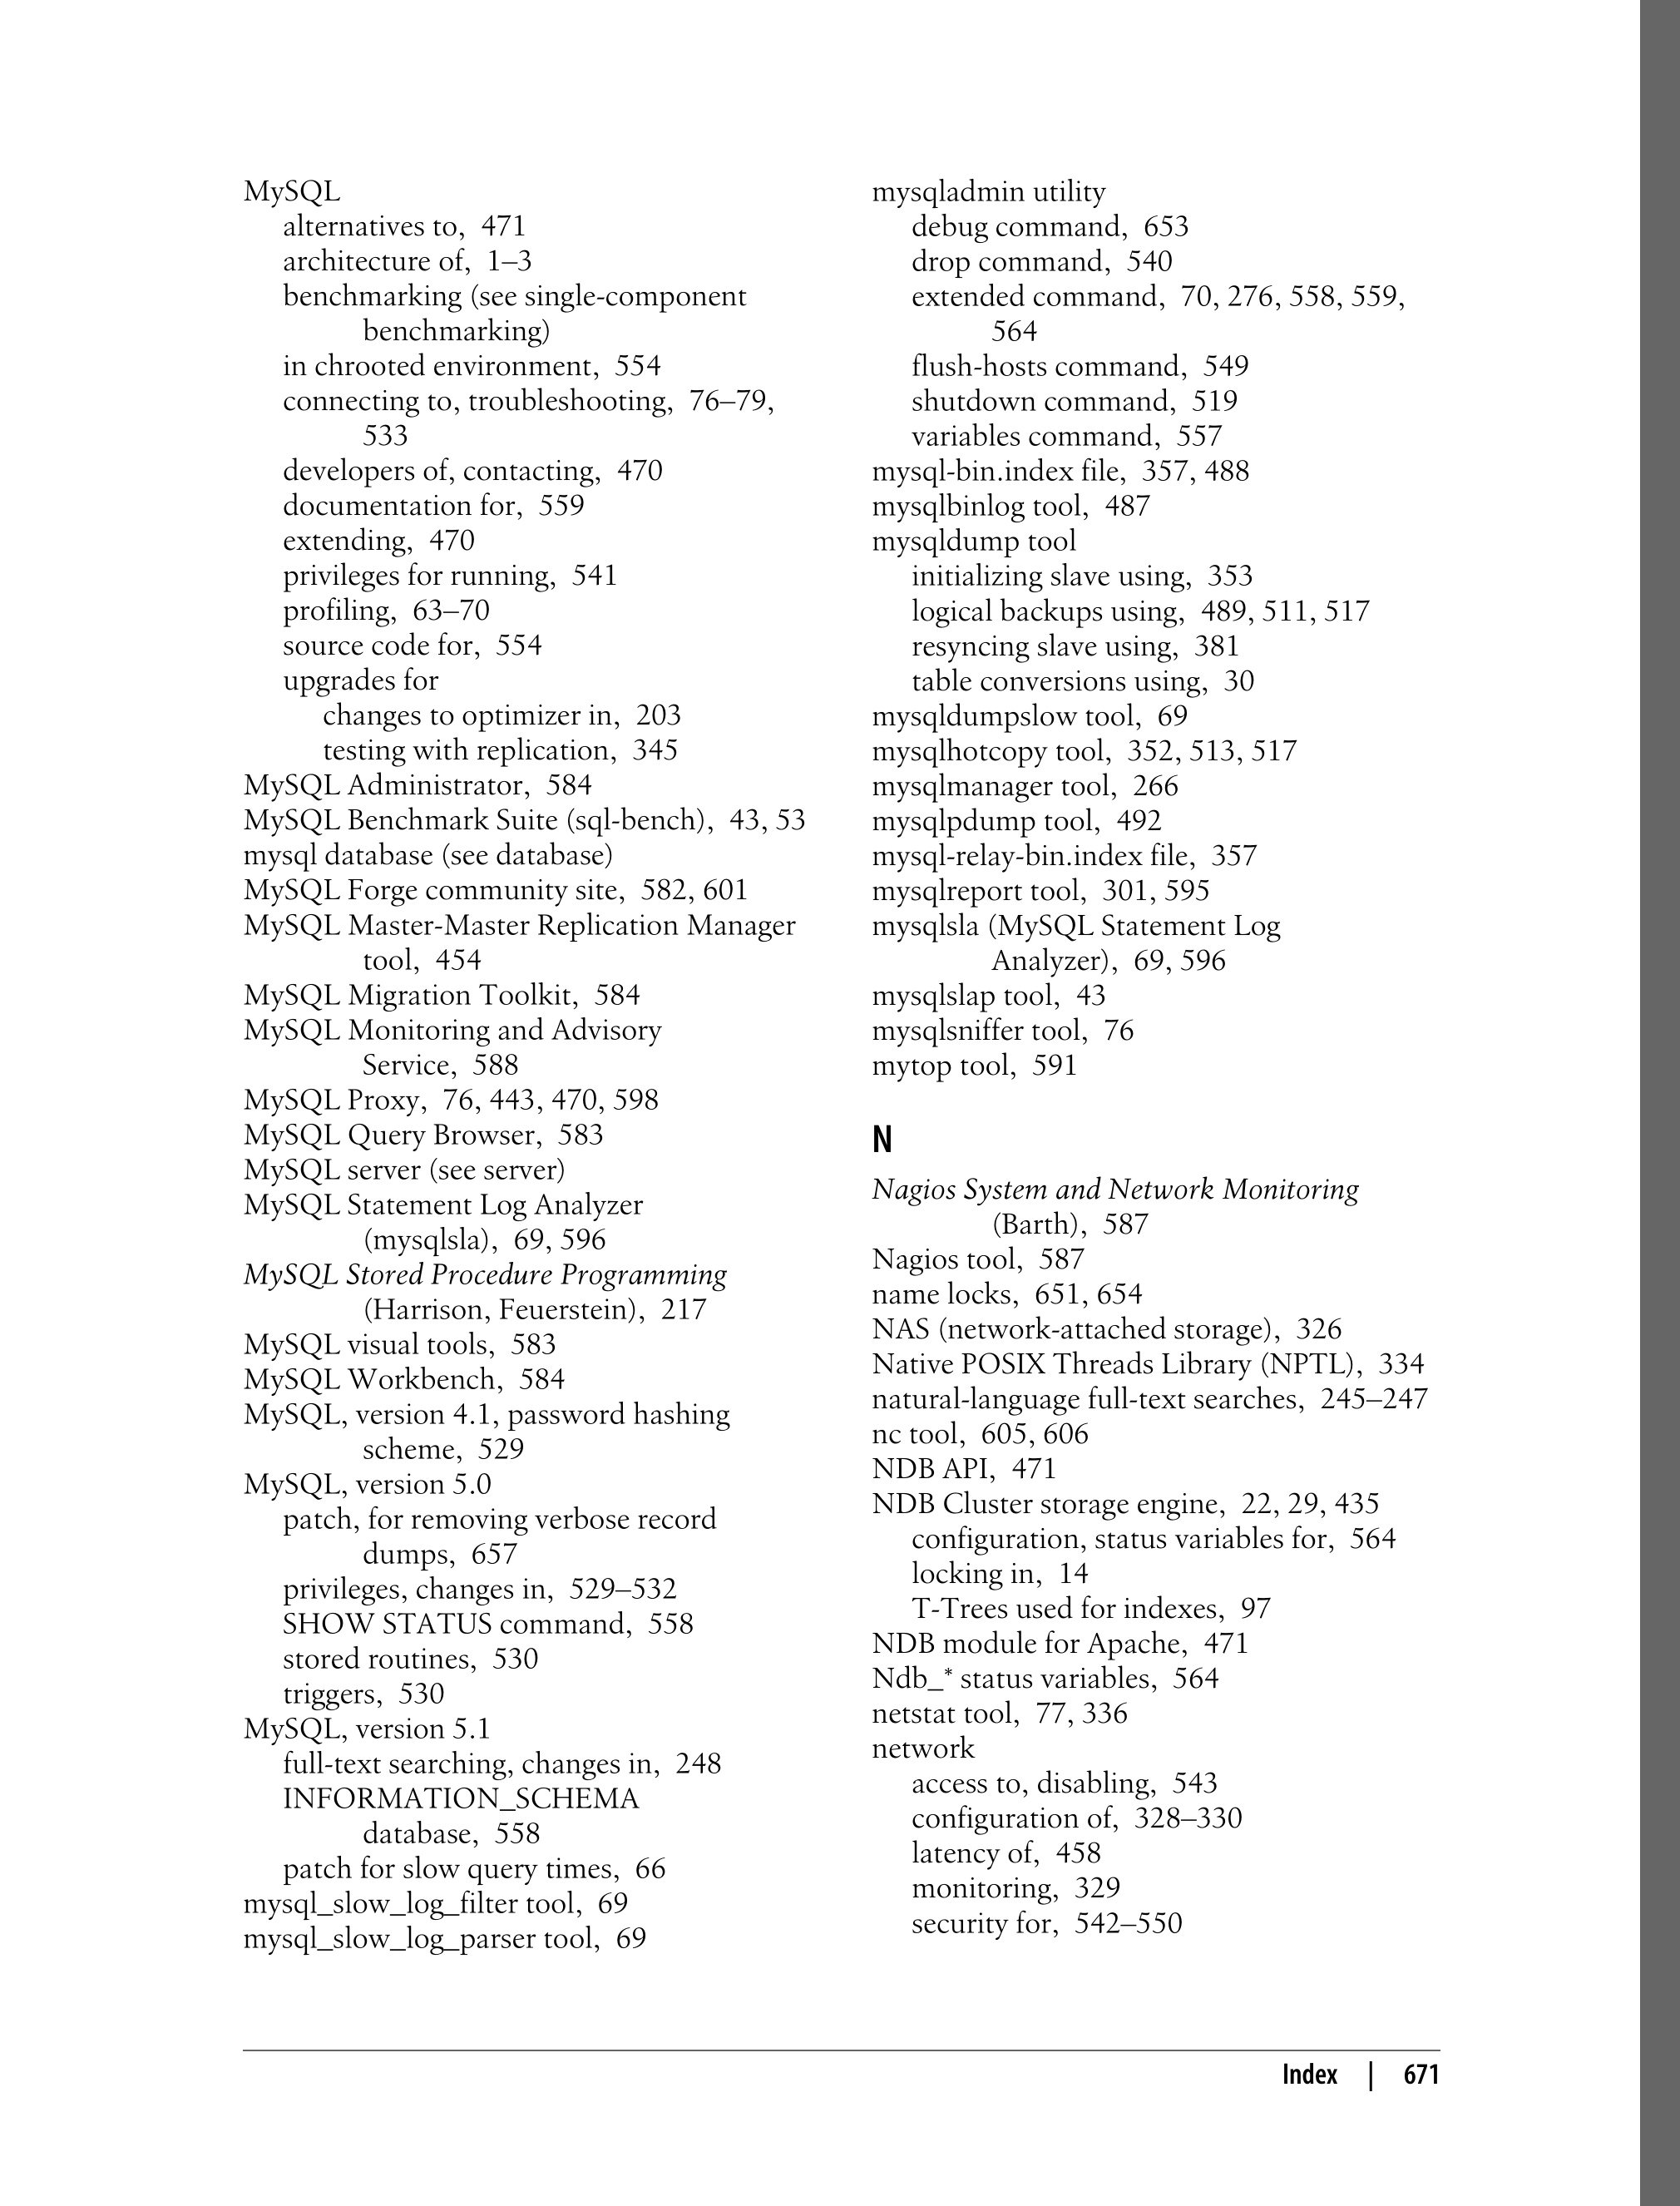 MySQL
alternatives to, 471
architecture of, 1–3
benchmarking (see single-component
benchmarking)
in chrooted environment, 554
connecting to, troubleshooting, 76–79,
533
developers of, contacting, 470
documentation for, 559
extending, 470
privileges for running, 541
profiling, 63–70
source code for, 554
upgrades for
changes to optimizer in, 203
testing with replication, 345
MySQL Administrator, 584
MySQL Benchmark Suite (sql-bench), 43, 53
mysql database (see database)
MySQL Forge community site, 582, 601
MySQL Master-Master Replication Manager
tool, 454
MySQL Migration Toolkit, 584
MySQL Monitoring and Advisory
Service, 588
MySQL Proxy, 76, 443, 470, 598
MySQL Query Browser, 583
MySQL server (see server)
MySQL Statement Log Analyzer
(mysqlsla), 69, 596
MySQL Stored Procedure Programming
(Harrison, Feuerstein), 217
MySQL visual tools, 583
MySQL Workbench, 584
MySQL, version 4.1, password hashing
scheme, 529
MySQL, version 5.0
patch, for removing verbose record
dumps, 657
privileges, changes in, 529–532
SHOW STATUS command, 558
stored routines, 530
triggers, 530
MySQL, version 5.1
full-text searching, changes in, 248
INFORMATION_SCHEMA
database, 558
patch for slow query times, 66
mysql_slow_log_filter tool, 69
mysql_slow_log_parser tool, 69
mysqladmin utility
debug command, 653
drop command, 540
extended command, 70, 276, 558, 559,
564
flush-hosts command, 549
shutdown command, 519
variables command, 557
mysql-bin.index file, 357, 488
mysqlbinlog tool, 487
mysqldump tool
initializing slave using, 353
logical backups using, 489, 511, 517
resyncing slave using, 381
table conversions using, 30
mysqldumpslow tool, 69
mysqlhotcopy tool, 352, 513, 517
mysqlmanager tool, 266
mysqlpdump tool, 492
mysql-relay-bin.index file, 357
mysqlreport tool, 301, 595
mysqlsla (MySQL Statement Log
Analyzer), 69, 596
mysqlslap tool, 43
mysqlsniffer tool, 76
mytop tool, 591
N
Nagios System and Network Monitoring
(Barth), 587
Nagios tool, 587
name locks, 651, 654
NAS (network-attached storage), 326
Native POSIX Threads Library (NPTL), 334
natural-language full-text searches, 245–247
nc tool, 605, 606
NDB API, 471
NDB Cluster storage engine, 22, 29, 435
configuration, status variables for, 564
locking in, 14
T-Trees used for indexes, 97
NDB module for Apache, 471
Ndb_* status variables, 564
netstat tool, 77, 336
network
access to, disabling, 543
configuration of, 328–330
latency of, 458
monitoring, 329
security for, 542–550
Index | 671